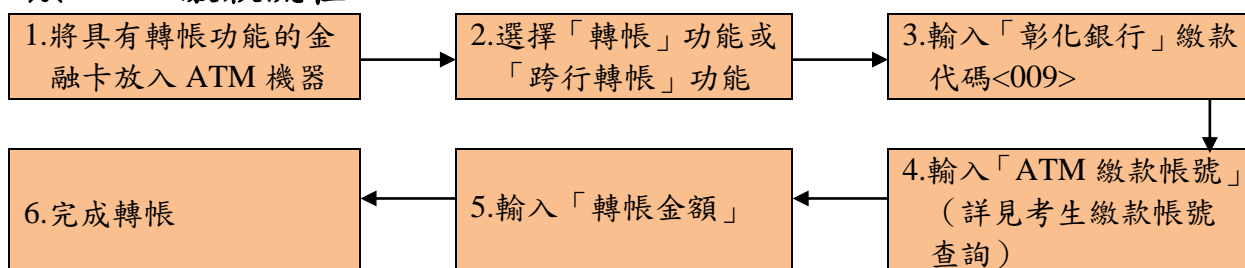 1.將具有轉帳功能的金
融卡放入 ATM 機器
2.選擇「轉帳」功能或
「跨行轉帳」功能
3.輸入「彰化銀行」繳款
代碼<009>
4.輸入「ATM 繳款帳號」
（詳見考生繳款帳號
查詢）
5.輸入「轉帳金額」
6.完成轉帳